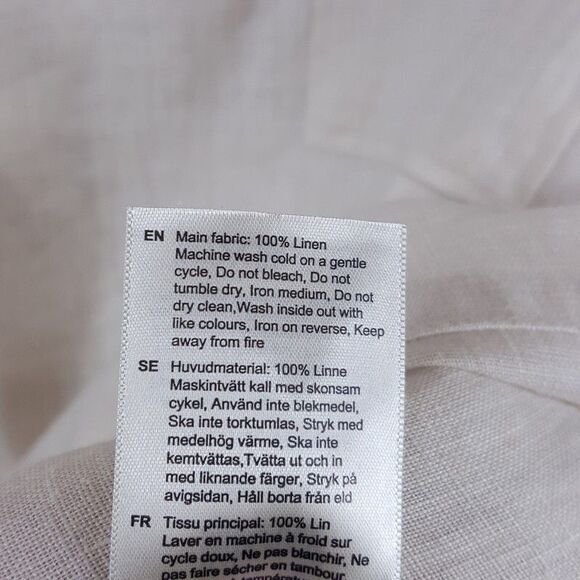 EN Main fabric: 100% Linen
Machine wash cold on a gentle
cycle, Do not bleach, Do not
tumble dry, Iron medium, Do not
dry clean,Wash inside out with
like colours, Iron on reverse, Keep
away from fire
SE Huvudmaterial: 100% Linne
Maskintvätt kall med skonsam
cykel, Använd inte blekmedel,
Ska inte torktumlas, Stryk med
medelhög värme, Ska inte
kemtvättas,Tvätta ut och in
med liknande färger, Stryk på
avigsidan, Håll borta från eld
FR Tissu principal: 100% Lin
Laver en machine à froid sur
cycle doux, Ne pas blanchir, Ne
pas faire sécher en tambour,